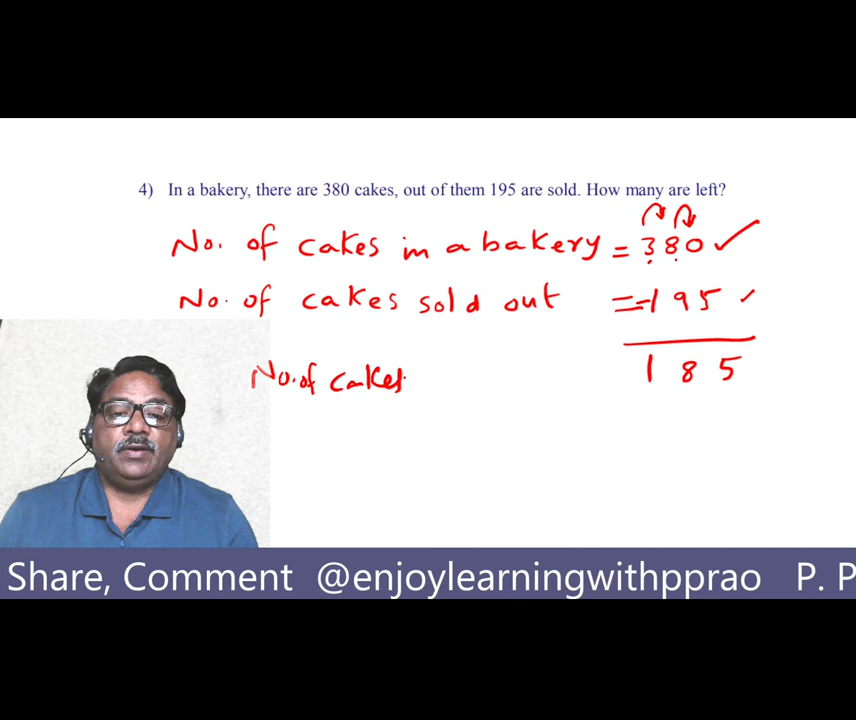 4) In a bakery, there are 380 cakes, out of them 195 are sold. How many are left?
No. of cakes in a bakery = 380
No. of cakes sold out = -195
185
No. of cakes
Share, Comment @enjoylearningwithpprao P. P